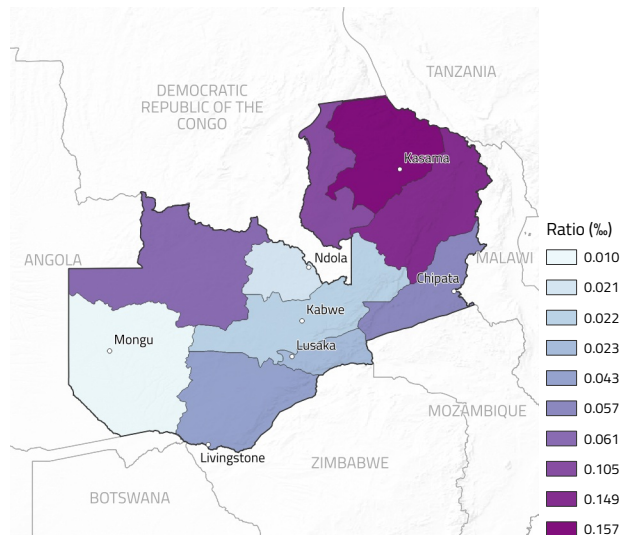 TANZANIA
DEMOCRATIC
REPUBLIC OF THE
CONGO
Kasama
Ratio (‰)
0.010
ANGOLA
Ndola
MALAWI
Chipata
0.021
Kabwe
0.022
Mongu
Lusaka
0.023
0.043
MOZAMBIQUE
0.057
0.061
Livingstone
ZIMBABWE
0.105
BOTSWANA
0.149
0.157